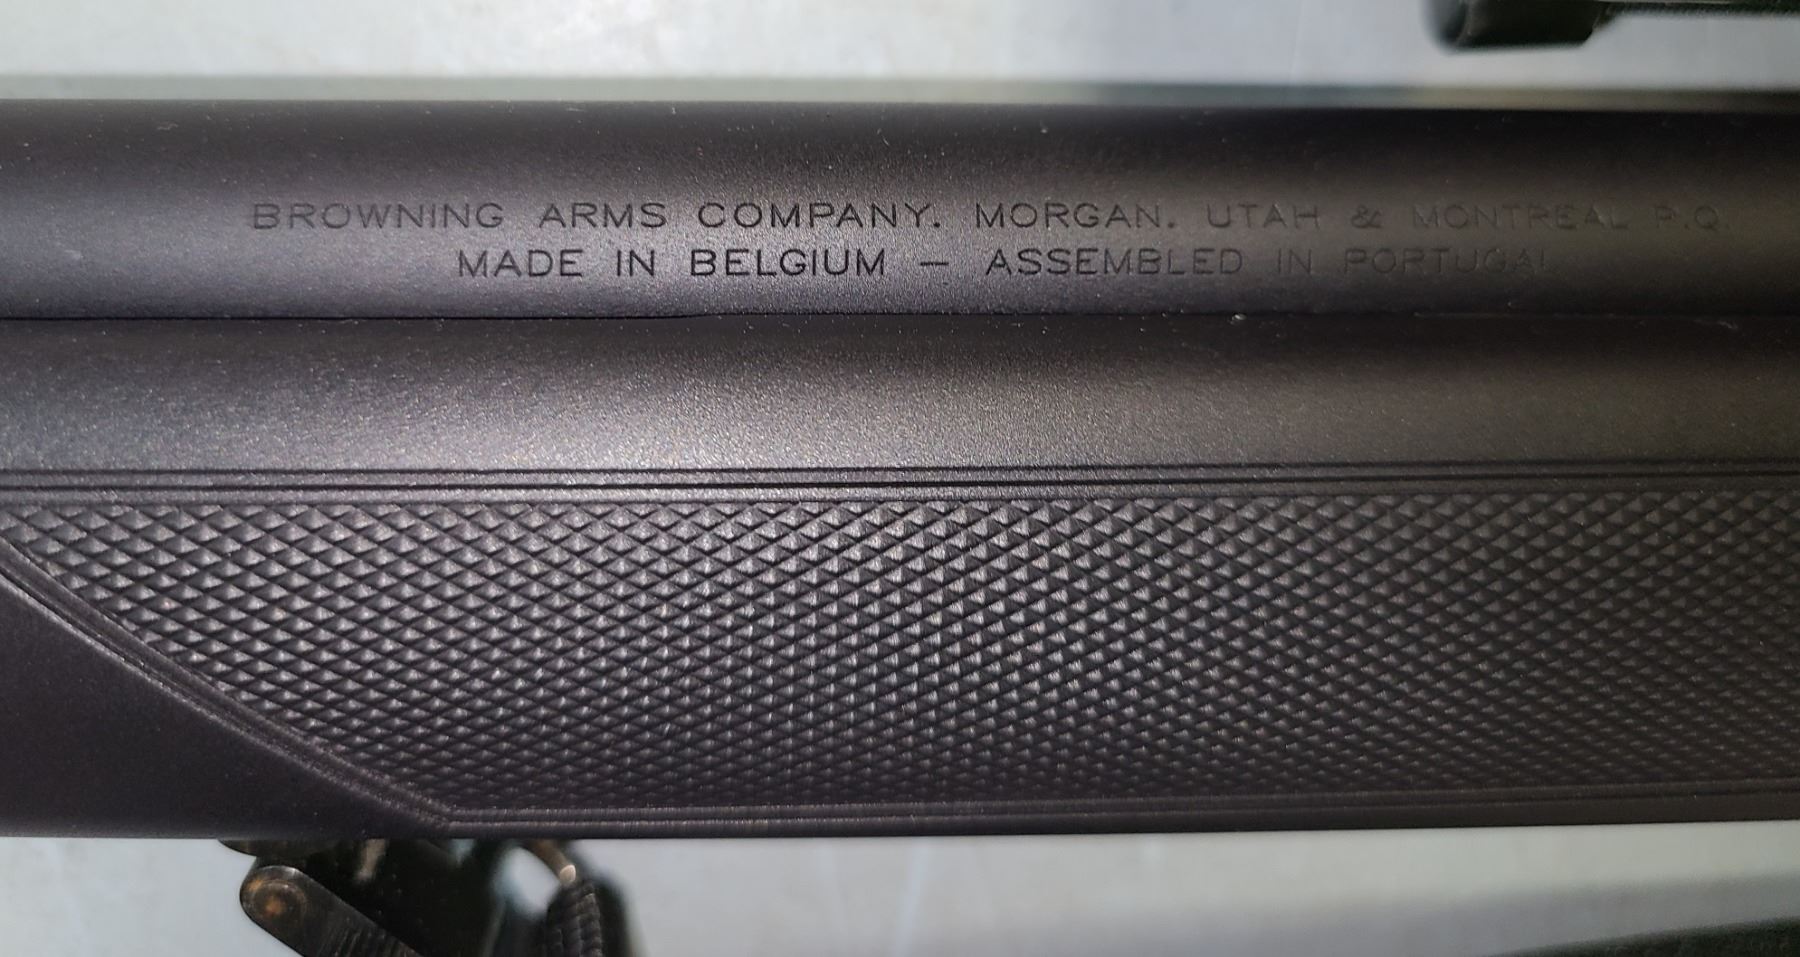 BROWNING ARMS COMPANY. MORGAN. UTAH & MONTREAL P.Q.
MADE IN BELGIUM — ASSEMBLED IN PORTUGAL